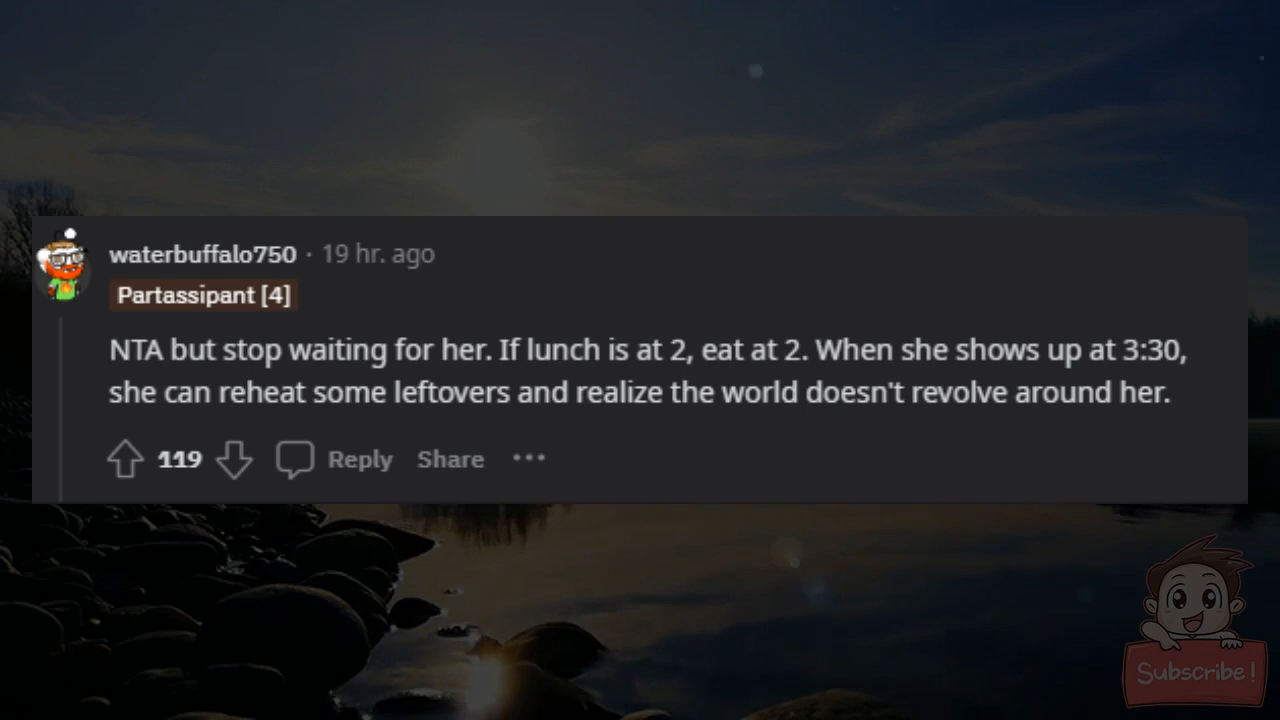 waterbuffalo750 · 19 hr. ago
Partassipant [4]
NTA but stop waiting for her. If lunch is at 2, eat at 2. When she shows up at 3:30,
she can reheat some leftovers and realize the world doesn't revolve around her.
119 Reply Share ···
Subscribe!